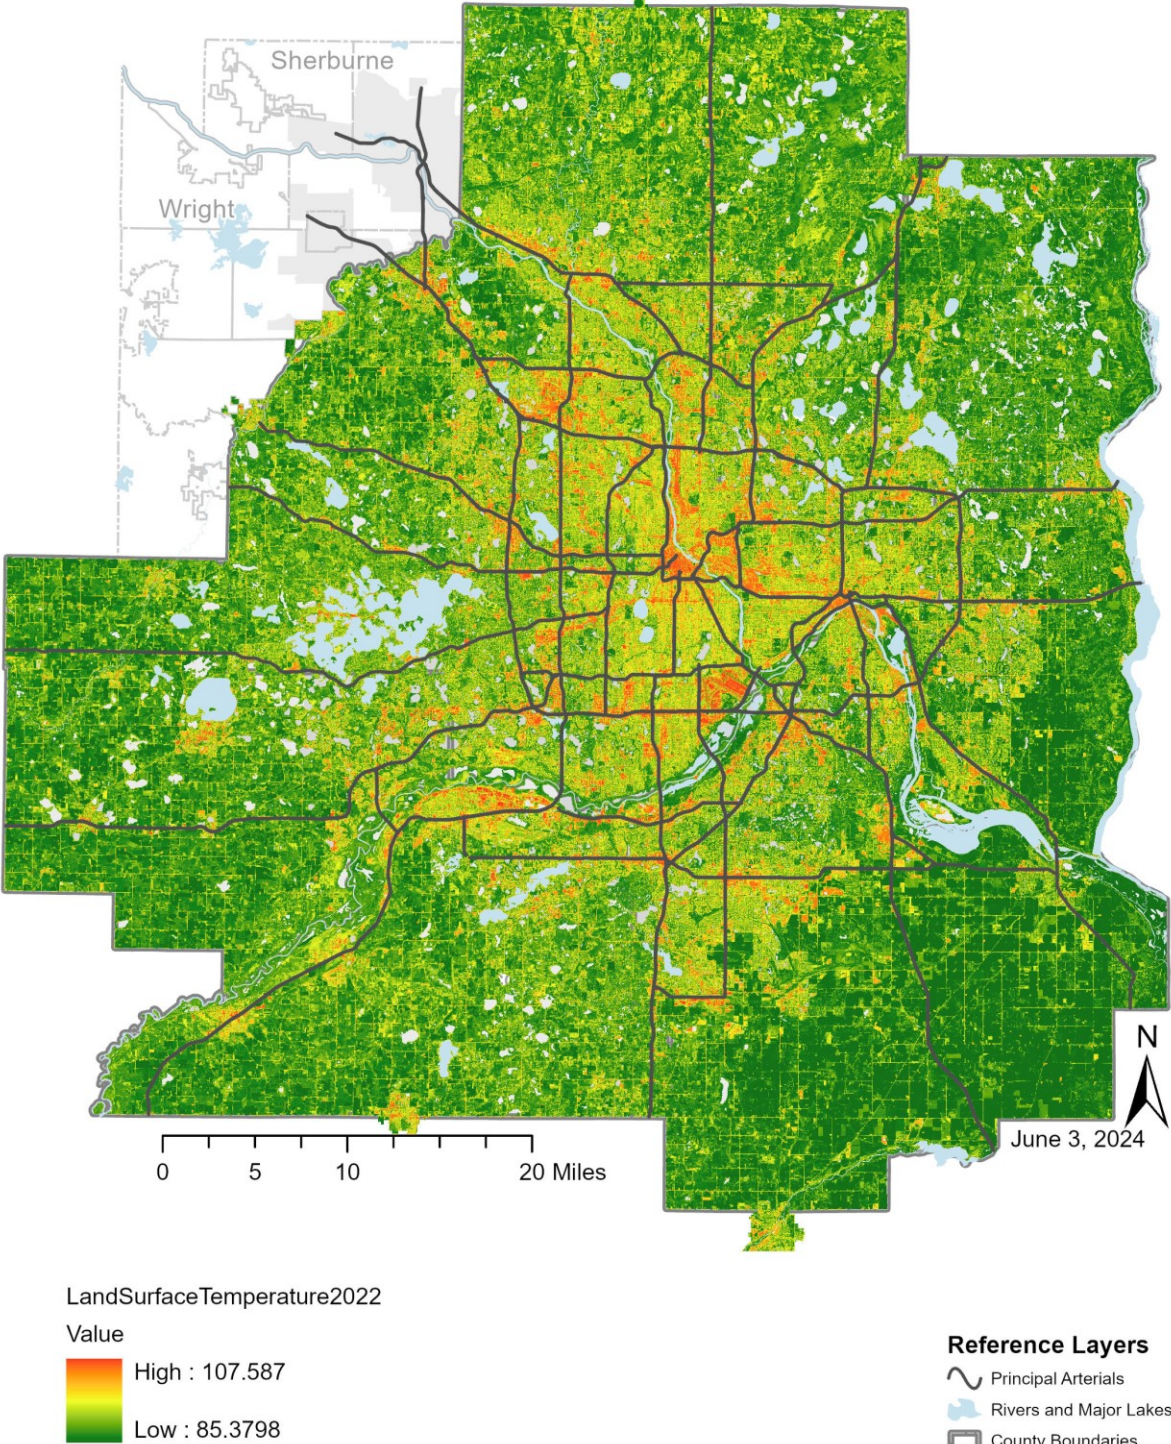 Sherburne
Wright
N
June 3, 2024
0 5 10 20 Miles
LandSurfaceTemperature2022
Value
High : 107.587
Low : 85.3798
Reference Layers
Principal Arterials
Rivers and Major Lakes
County Boundaries